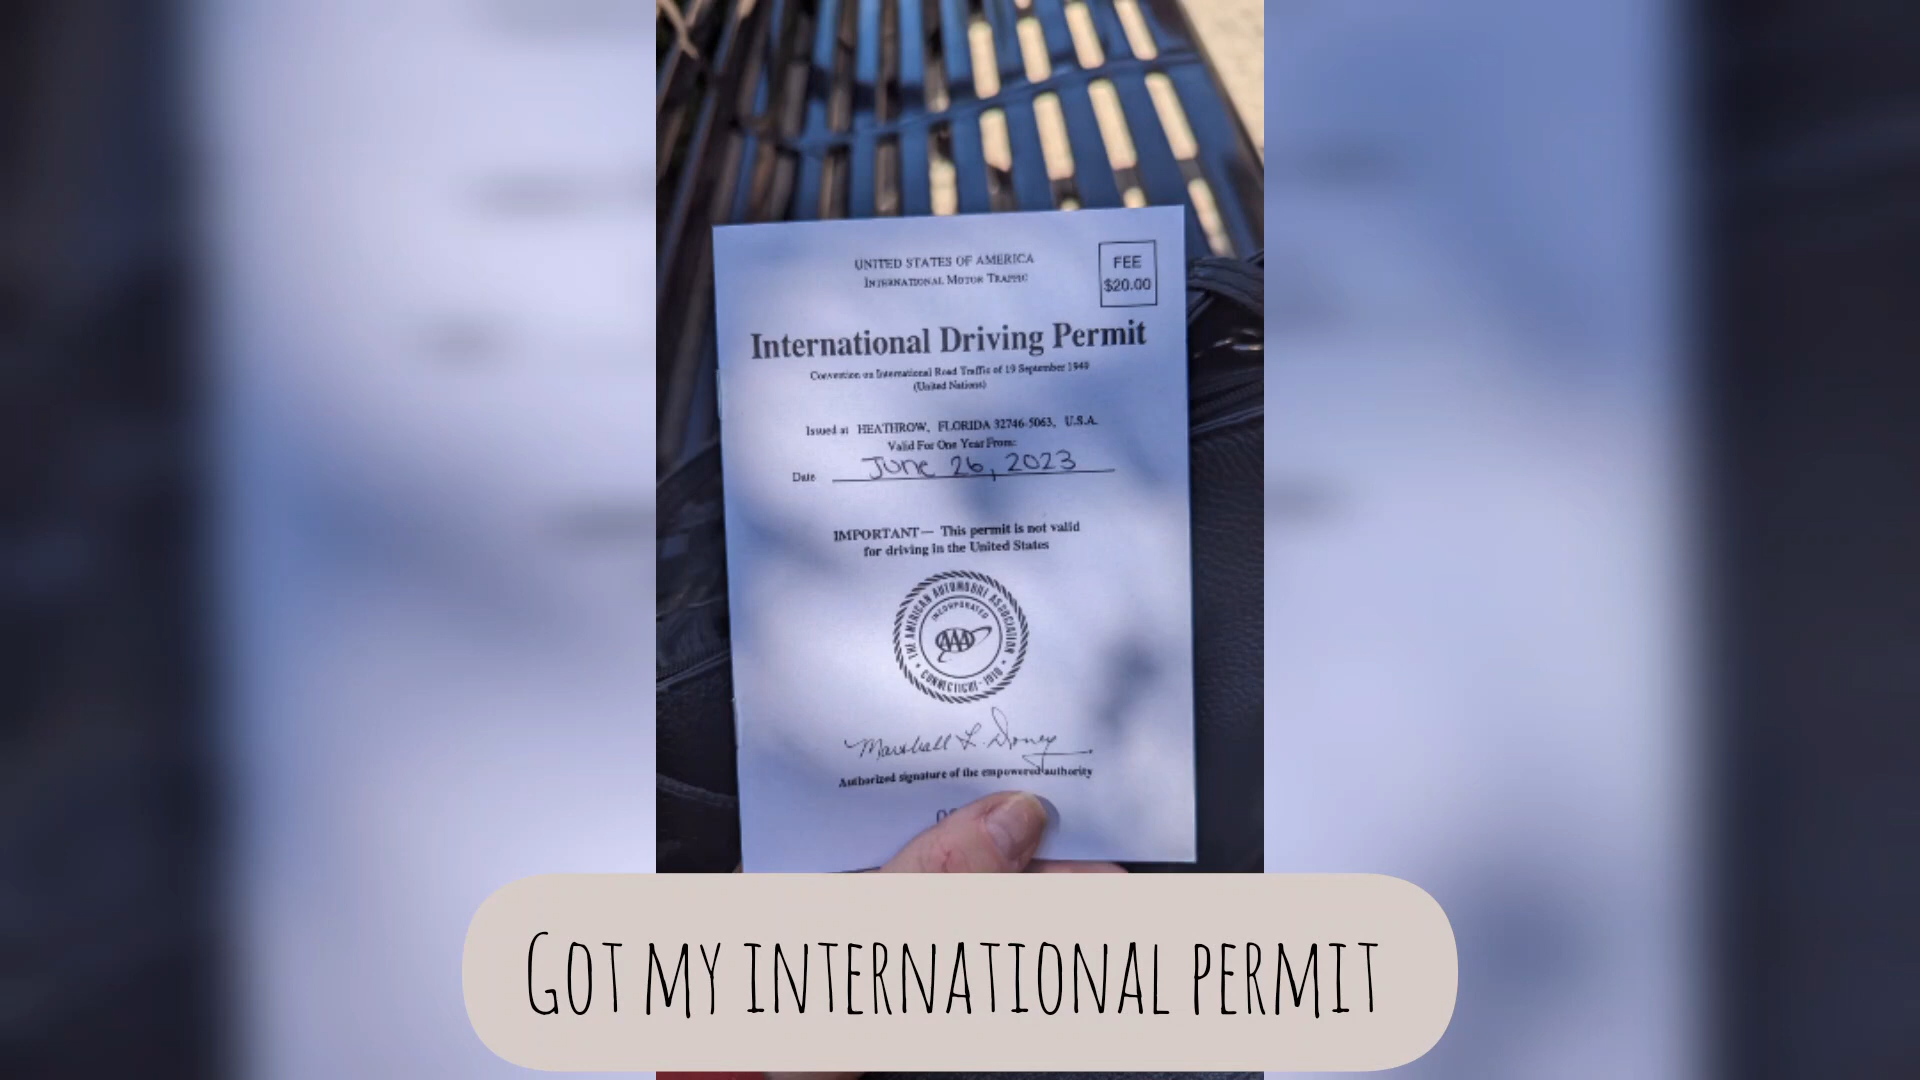 UNITED STATES OF AMERICA
INTERNATIONAL MOTOR TRAFFIC
FEE
$20.00
International Driving Permit
Convention on International Road Traffic of 19 September 1949
(United Nations)
Issued at HEATHROW, FLORIDA 32746-5063, U.S.A.
Valid For One Year From:
Date June 26, 2023
IMPORTANT— This permit is not valid
for driving in the United States
THE AMERICAN AUTOMOBILE ASSOCIATION
INCORPORATED
AAA
CONNECTICUT - 1910
Marshall L. Doney
Authorized signature of the empowered authority
GOT MY INTERNATIONAL PERMIT